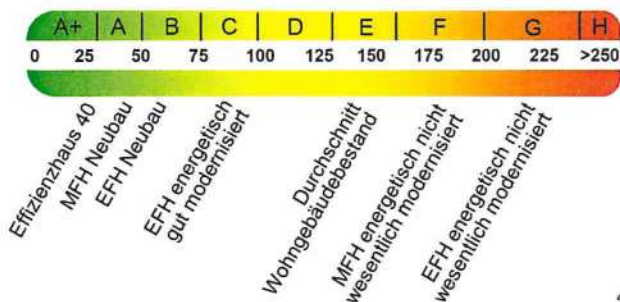 A+ A B C D E F G H
0 25 50 75 100 125 150 175 200 225 >250
Effizienzhaus 40
MFH Neubau
EFH Neubau
EFH energetisch
gut modernisiert
Durchschnitt
Wohngebäudebestand
MFH energetisch nicht
wesentlich modernisiert
EFH energetisch nicht
wesentlich modernisiert